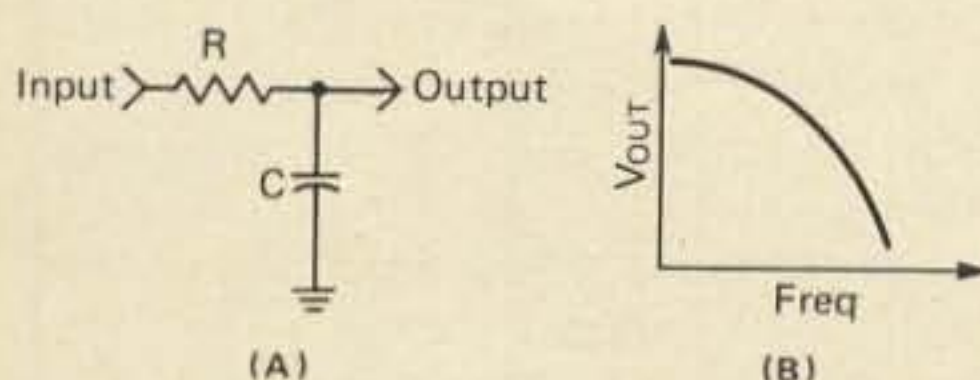 R
Input
Output
C
(A)
VOUT
Freq
(B)